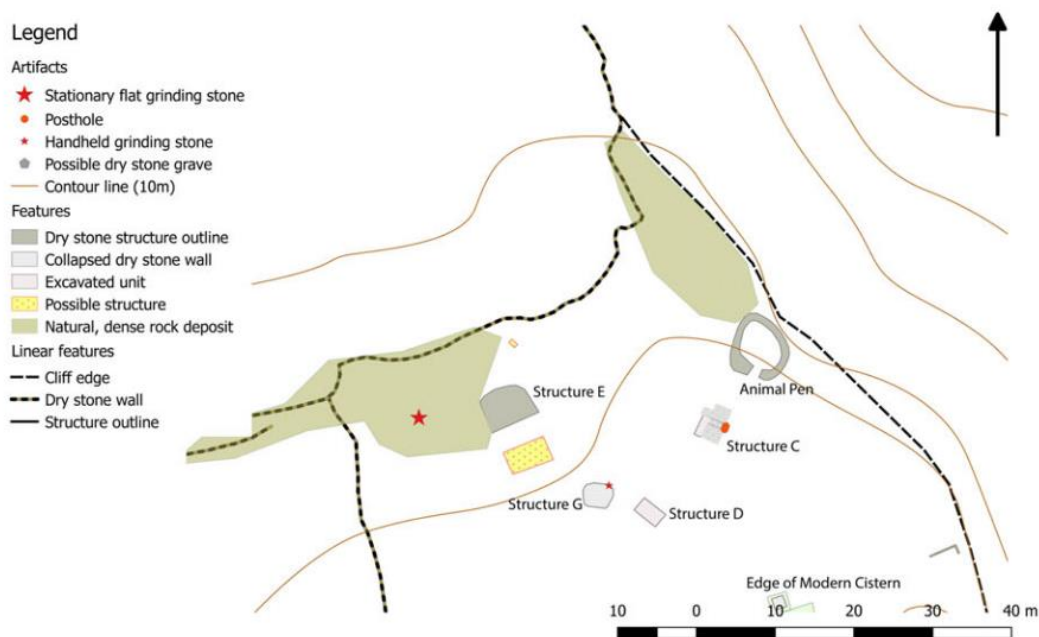 Legend
Artifacts
Stationary flat grinding stone
Posthole
Handheld grinding stone
Possible dry stone grave
Contour line (10m)
Features
Dry stone structure outline
Collapsed dry stone wall
Excavated unit
Possible structure
Natural, dense rock deposit
Linear features
Cliff edge
Dry stone wall
Structure outline
Structure E
Animal Pen
Structure C
Structure G
Structure D
Edge of Modern Cistern
10 0 10 20 30 40 m